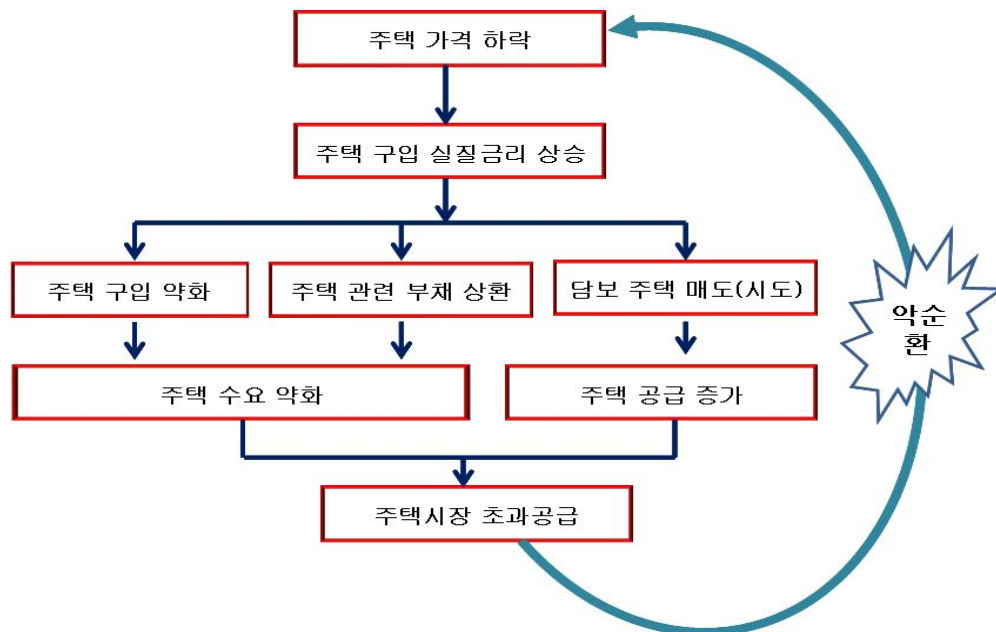 주택 가격 하락
주택 구입 실질금리 상승
주택 구입 약화
주택 관련 부채 상환
담보 주택 매도(시도)
악순
환
주택 수요 약화
주택 공급 증가
주택시장 초과공급